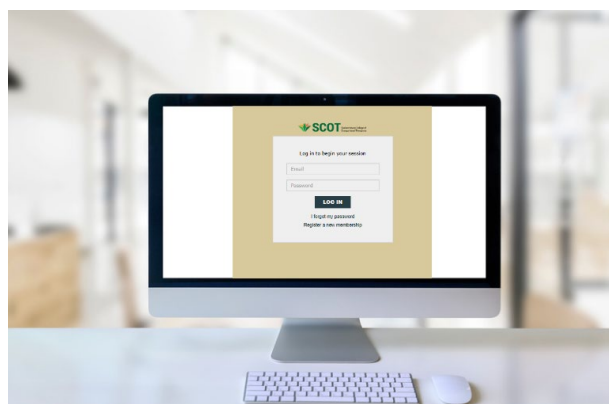 SCOT
Log in to begin your session
Email
Password
LOG IN
I forgot my password
Register a new membership